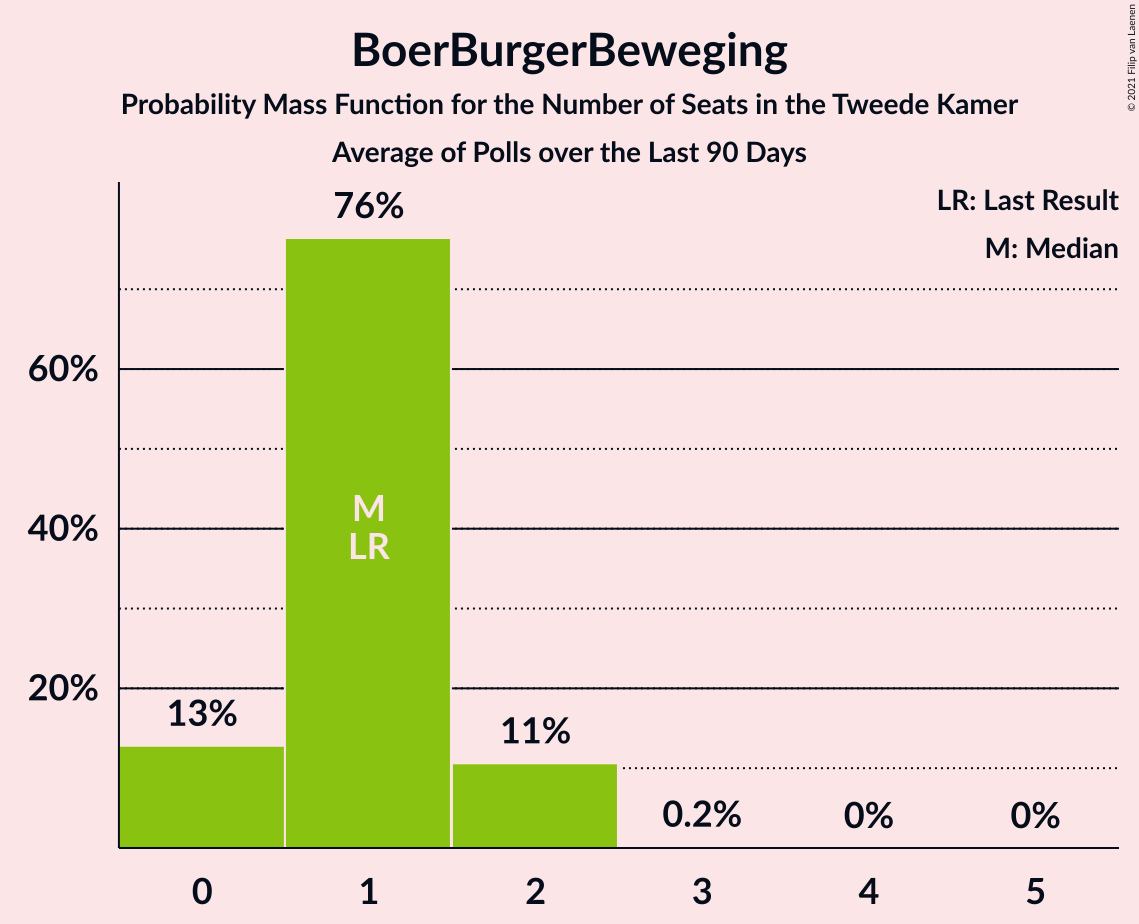 BoerBurgerBeweging
Probability Mass Function for the Number of Seats in the Tweede Kamer
Average of Polls over the Last 90 Days
© 2021 Filip van Laenen
LR: Last Result
M: Median
76%
60%
M
40%
LR
20%
13%
11%
0.2%
0%
0%
0
1
2
3
4
5